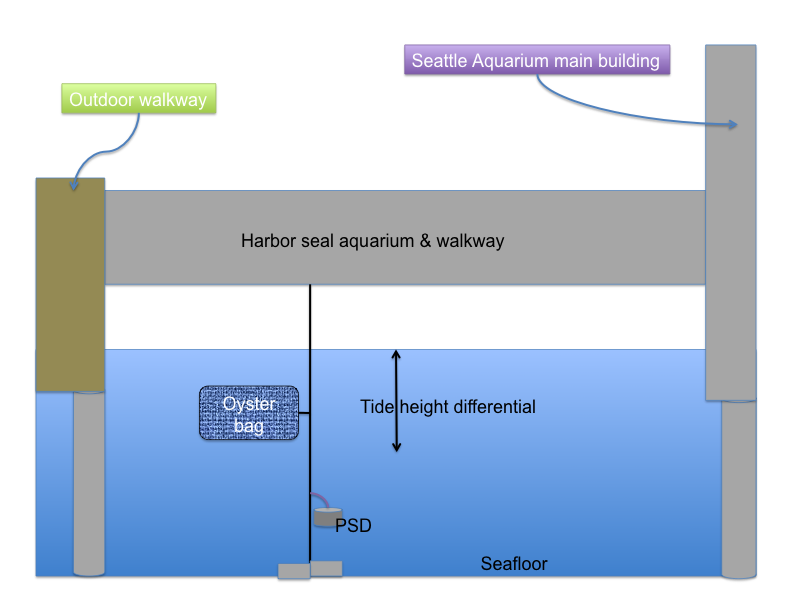 Seattle Aquarium main building
Outdoor walkway
Harbor seal aquarium & walkway
Oyster
bag
Tide height differential
PSD
Seafloor